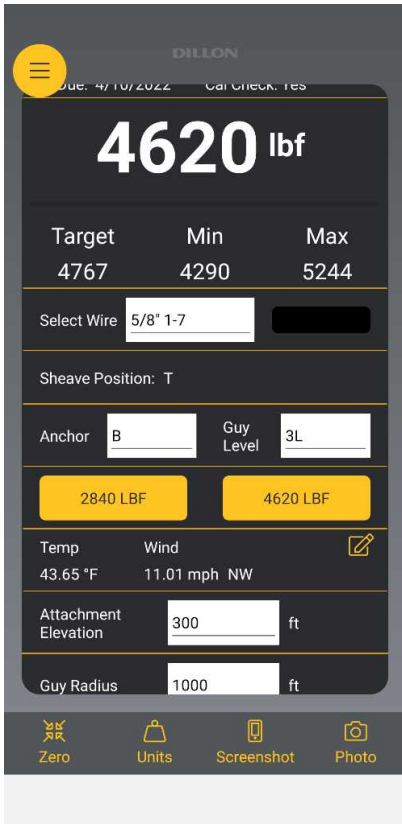 DILLON
Due: 4/10/2022 Cal Check: Yes
4620 lbf
Target Min Max
4767 4290 5244
Select Wire 5/8" 1-7
Sheave Position: T
Anchor B Guy Level 3L
2840 LBF 4620 LBF
Temp Wind
43.65 °F 11.01 mph NW
Attachment
Elevation 300 ft
Guy Radius 1000 ft
Zero Units Screenshot Photo